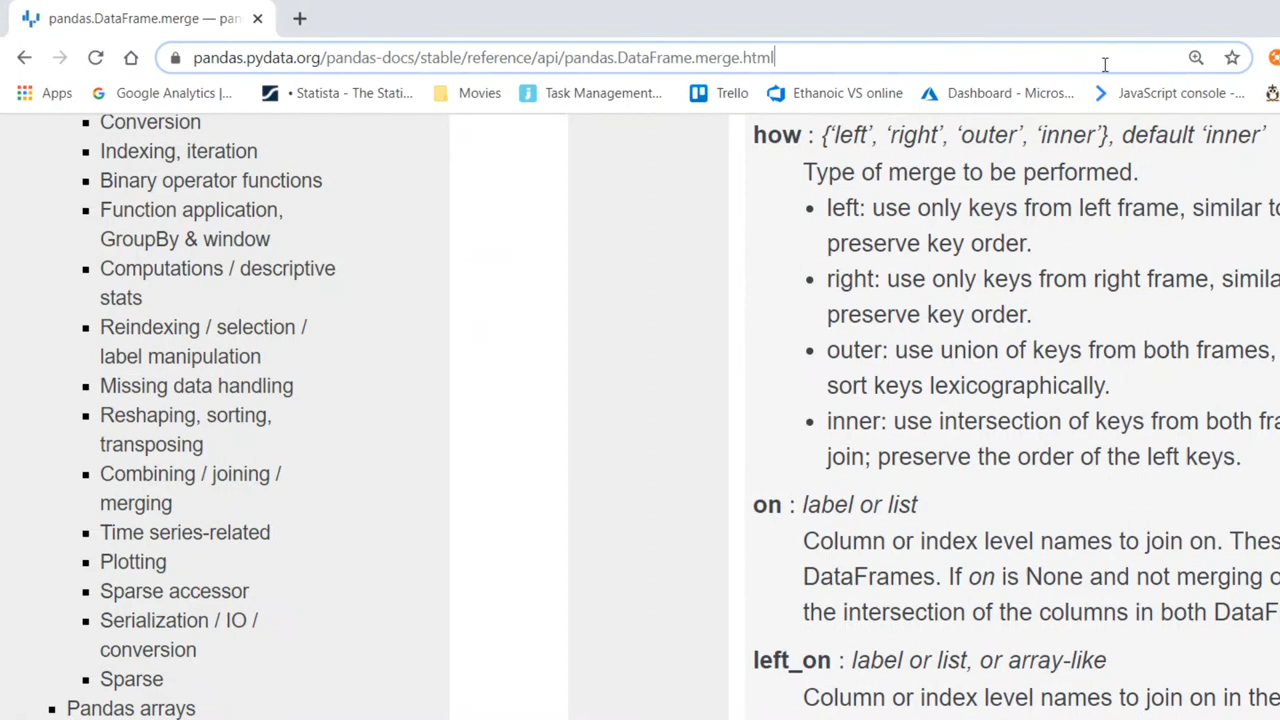 pandas.DataFrame.merge — pan
pandas.pydata.org/pandas-docs/stable/reference/api/pandas.DataFrame.merge.html
Apps
Google Analytics |...
• Statista - The Stati...
Movies
Task Management...
Trello
Ethanoic VS online
Dashboard - Micros...
JavaScript console -...
Conversion
Indexing, iteration
Binary operator functions
Function application,
GroupBy & window
Computations / descriptive
stats
Reindexing / selection /
label manipulation
Missing data handling
Reshaping, sorting,
transposing
Combining / joining /
merging
Time series-related
Plotting
Sparse accessor
Serialization / IO /
conversion
Sparse
Pandas arrays
how : {‘left’, ‘right’, ‘outer’, ‘inner’}, default ‘inner’
Type of merge to be performed.
• left: use only keys from left frame, similar to
preserve key order.
• right: use only keys from right frame, simila
preserve key order.
• outer: use union of keys from both frames,
sort keys lexicographically.
• inner: use intersection of keys from both fra
join; preserve the order of the left keys.
on : label or list
Column or index level names to join on. Thes
DataFrames. If on is None and not merging o
the intersection of the columns in both DataF
left_on : label or list, or array-like
Column or index level names to join on in the